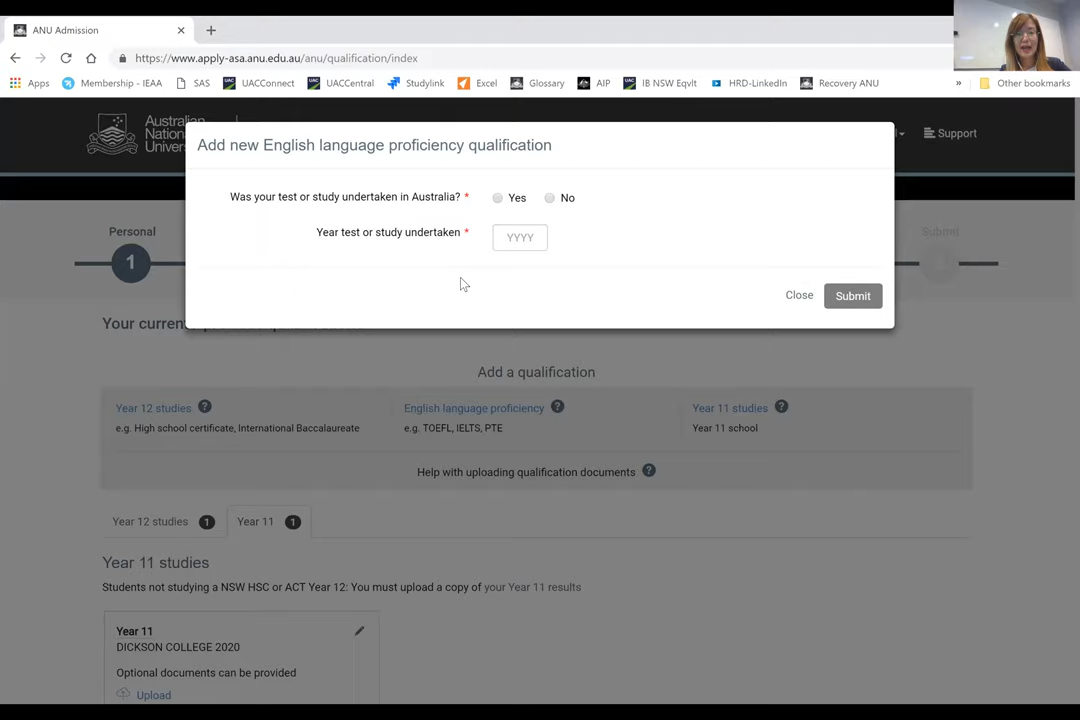 ANU Admission
https://www.apply-asa.anu.edu.au/anu/qualification/index
Apps Membership - IEAA SAS UACConnect UACCentral Studylink Excel Glossary AIP IB NSW Eqvlt HRD-LinkedIn Recovery ANU » Other bookmarks
Australian
Support
Add new English language proficiency qualification
Was your test or study undertaken in Australia? * Yes No
Year test or study undertaken * YYYY
Close Submit
Personal Submit
1
Your current
Add a qualification
Year 12 studies ? English language proficiency ? Year 11 studies ?
e.g. High school certificate, International Baccalaureate e.g. TOEFL, IELTS, PTE Year 11 school
Help with uploading qualification documents ?
Year 12 studies 1 Year 11 1
Year 11 studies
Students not studying a NSW HSC or ACT Year 12: You must upload a copy of your Year 11 results
Year 11
DICKSON COLLEGE 2020
Optional documents can be provided
Upload